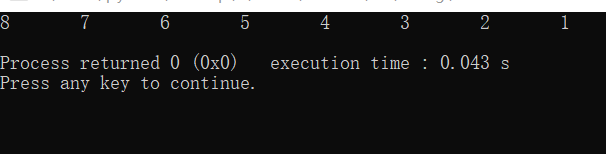 8 7 6 5 4 3 2 1
Process returned 0 (0x0) execution time : 0.043 s
Press any key to continue.